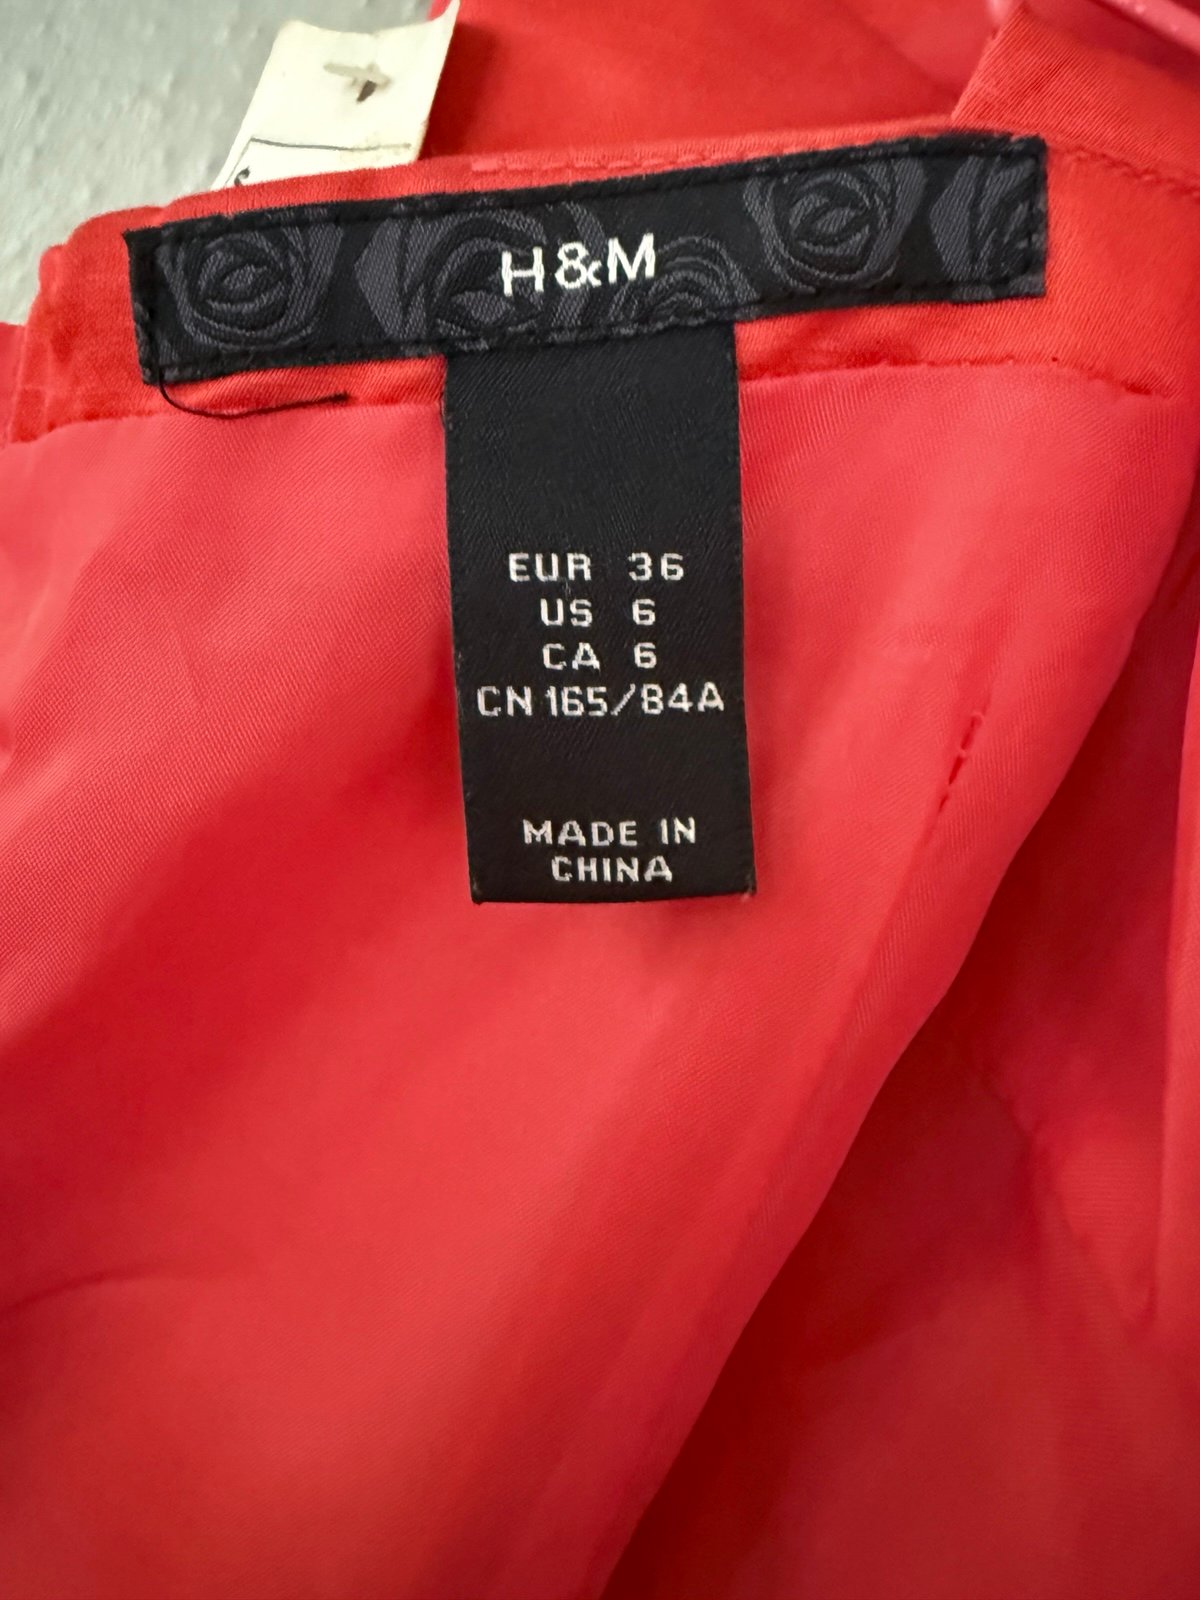 H&M
EUR 36
US 6
CA 6
CN 165/84A
MADE IN
CHINA